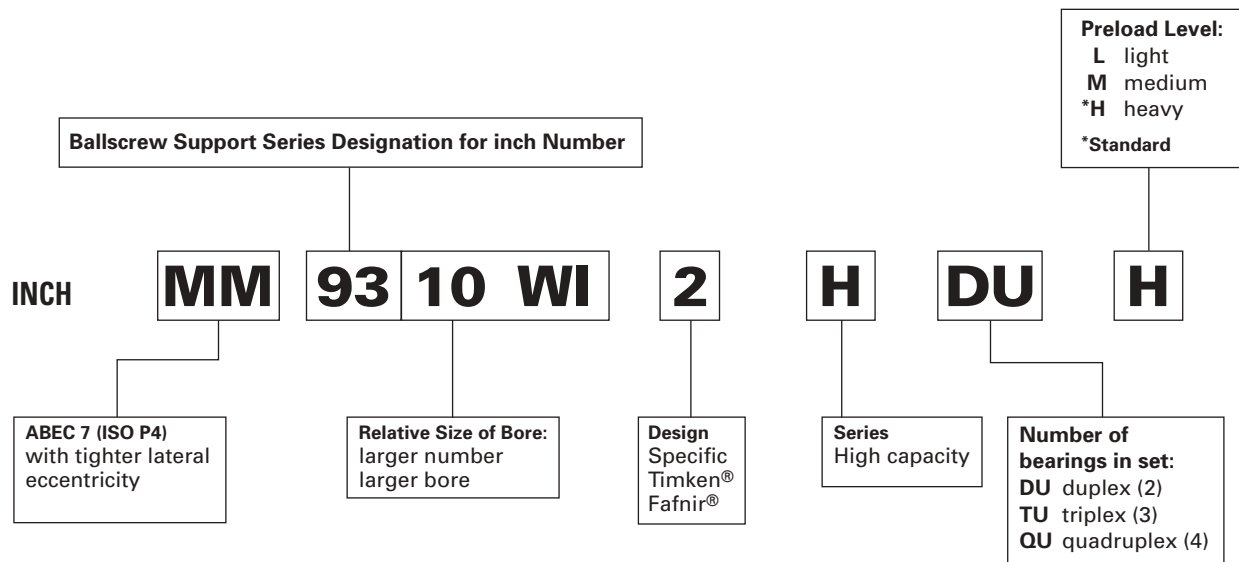 Preload Level:
L light
M medium
*H heavy
*Standard
Ballscrew Support Series Designation for inch Number
INCH MM 93 10 WI 2 H DU H
ABEC 7 (ISO P4)
with tighter lateral
eccentricity
Relative Size of Bore:
larger number
larger bore
Design
Specific
Timken®
Fafnir®
Series
High capacity
Number of
bearings in set:
DU duplex (2)
TU triplex (3)
QU quadruplex (4)